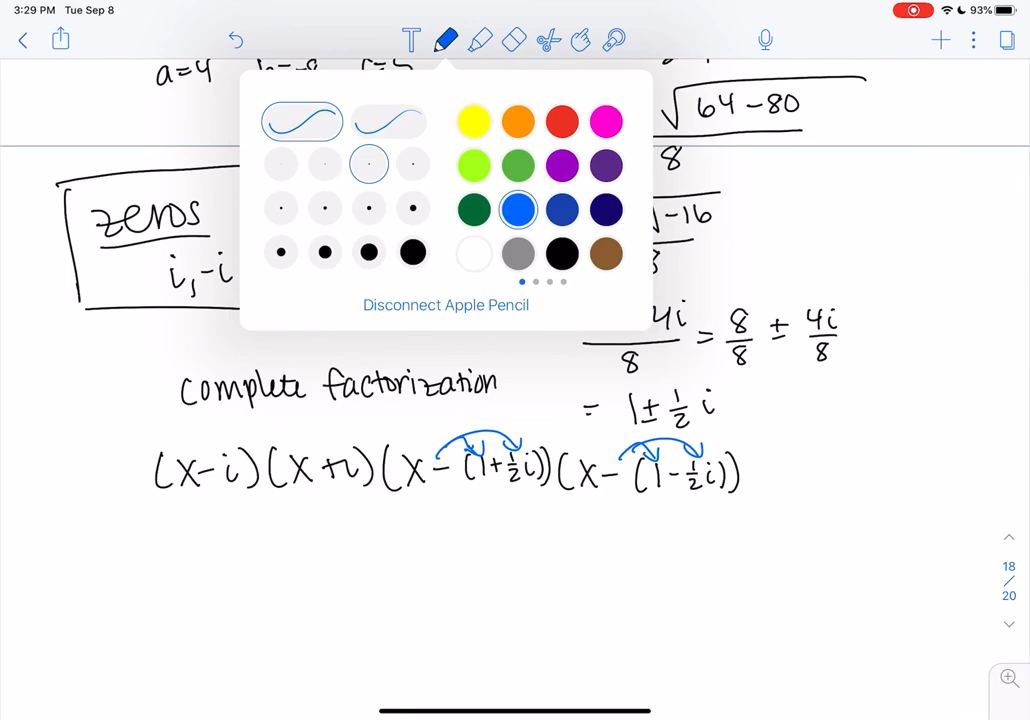 3:29 PM Tue Sep 8
93%
T
a=4
√64-80
8
zeros
√-16
i, -i
Disconnect Apple Pencil
4i = 8/8 ± 4i/8
8
complete factorization
= 1 ± 1/2 i
(x-i)(x+i)(x-(1+1/2i))(x-(1-1/2i))
18
/
20